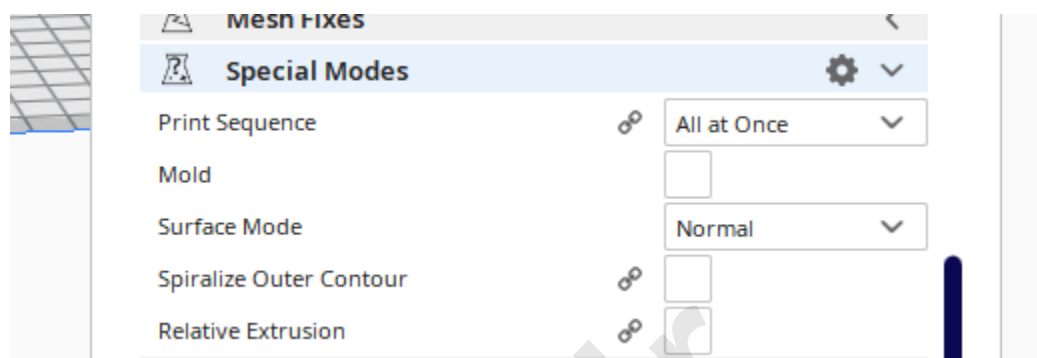 Mesh Fixes
Special Modes
Print Sequence All at Once
Mold
Surface Mode Normal
Spiralize Outer Contour
Relative Extrusion